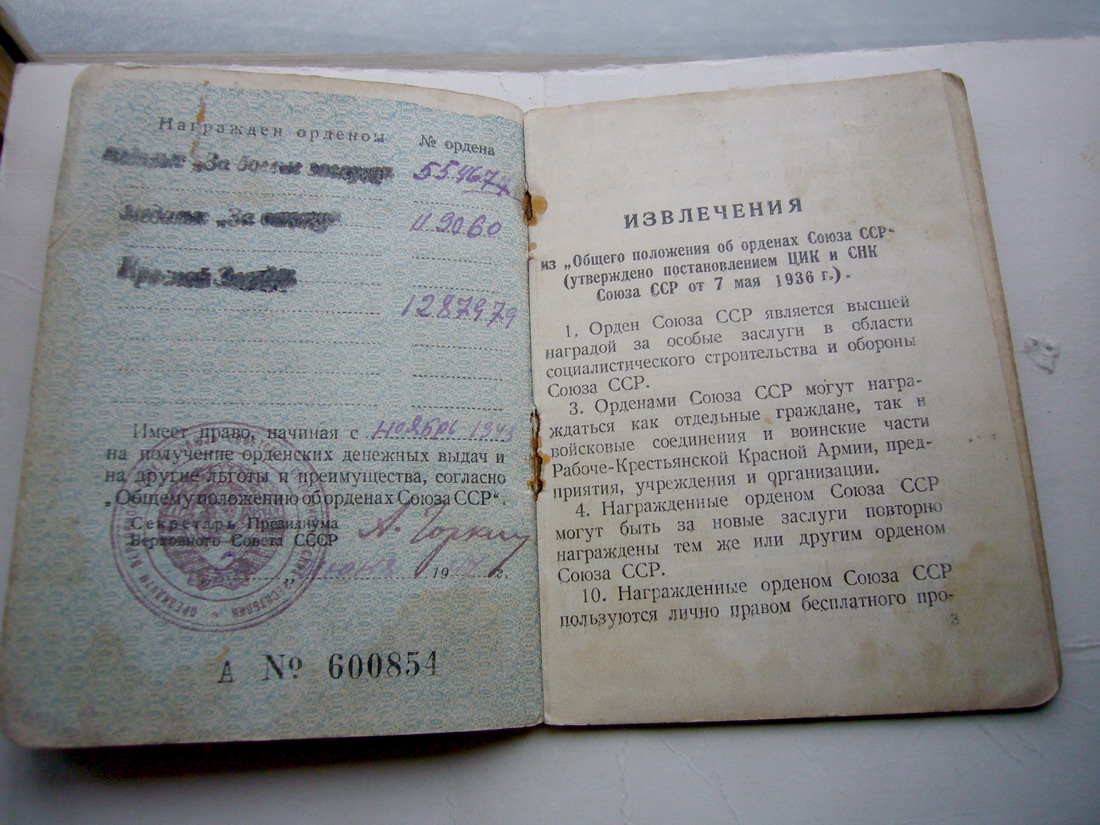 Награжден орденом
№ ордена
медалью „За боевые заслуги"
554674
медалью „За отвагу"
119060
Красной Звезды
1287979
Имеет право, начиная с ноябрь 1945
на получение орденских денежных выдач и
на другие льготы и преимущества, согласно
„Общему положению об орденах Союза ССР".
Секретарь Президиума
Верховного Совета СССР
А. Горкин
19 г.
А № 600854
ИЗВЛЕЧЕНИЯ
из „Общего положения об орденах Союза ССР"
(утверждено постановлением ЦИК и СНК
Союза ССР от 7 мая 1936 г.).
1. Орден Союза ССР является высшей
наградой за особые заслуги в области
социалистического строительства и обороны
Союза ССР.
3. Орденами Союза ССР могут награ-
ждаться как отдельные граждане, так и
войсковые соединения и воинские части
Рабоче-Крестьянской Красной Армии, пред-
приятия, учреждения и организации.
4. Награжденные орденом Союза ССР
могут быть за новые заслуги повторно
награждены тем же или другим орденом
Союза ССР.
10. Награжденные орденом Союза ССР
пользуются лично правом бесплатного про-
3